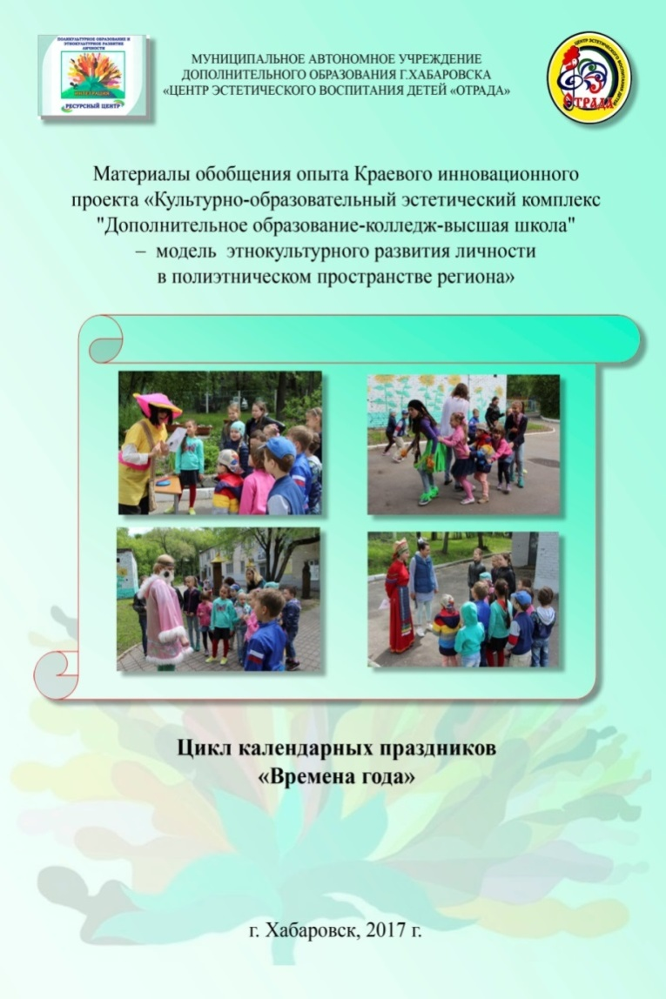 ПОЛИКУЛЬТУРНОЕ ОБРАЗОВАНИЕ И
ЭТНОКУЛЬТУРНОЕ РАЗВИТИЕ
ЛИЧНОСТИ
ИНТЕГРАЦИЯ
РЕСУРСНЫЙ ЦЕНТР
МУНИЦИПАЛЬНОЕ АВТОНОМНОЕ УЧРЕЖДЕНИЕ
ДОПОЛНИТЕЛЬНОГО ОБРАЗОВАНИЯ Г.ХАБАРОВСКА
«ЦЕНТР ЭСТЕТИЧЕСКОГО ВОСПИТАНИЯ ДЕТЕЙ «ОТРАДА»
ЦЕНТР ЭСТЕТИЧЕСКОГО ВОСПИТАНИЯ ДЕТЕЙ
ОТРАДА
Материалы обобщения опыта Краевого инновационного
проекта «Культурно-образовательный эстетический комплекс
"Дополнительное образование-колледж-высшая школа"
– модель этнокультурного развития личности
в полиэтническом пространстве региона»
Цикл календарных праздников
«Времена года»
г. Хабаровск, 2017 г.